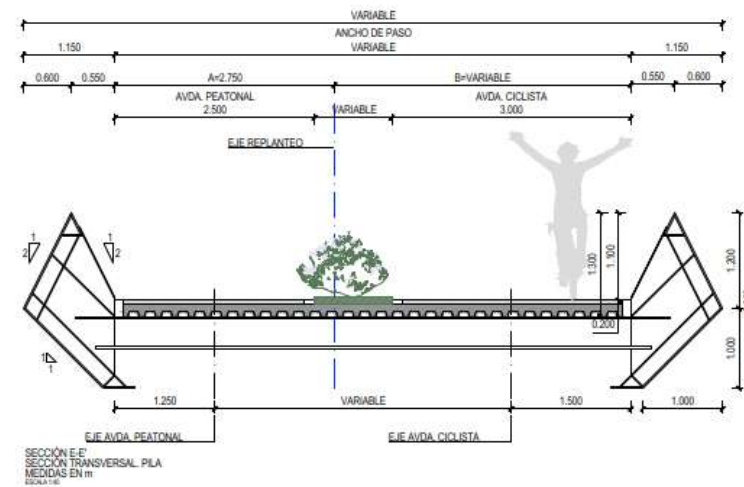 VARIABLE
ANCHO DE PASO
1.150 VARIABLE 1.150
0.600 0.550 A=2.750 B=VARIABLE 0.550 0.600
AVDA. PEATONAL AVDA. CICLISTA
2.500 VARIABLE 3.000
EJE REPLANTEO
1
2
1
2
1.300
1.100
1.200
0.200
1.000
1
1
1.250 VARIABLE 1.500 1.000
EJE AVDA. PEATONAL EJE AVDA. CICLISTA
SECCIÓN E-E'
SECCIÓN TRANSVERSAL. PILA
MEDIDAS EN m
ESCALA 1:40